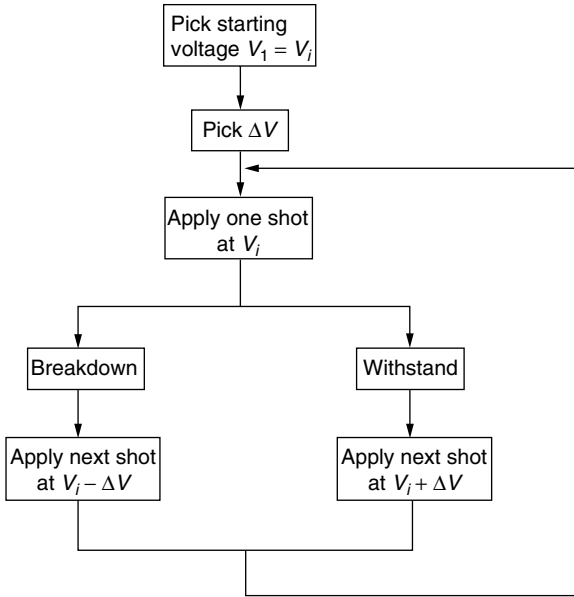 Pick starting
voltage V₁ = Vᵢ
Pick ΔV
Apply one shot
at Vᵢ
Breakdown
Withstand
Apply next shot
at Vᵢ − ΔV
Apply next shot
at Vᵢ + ΔV